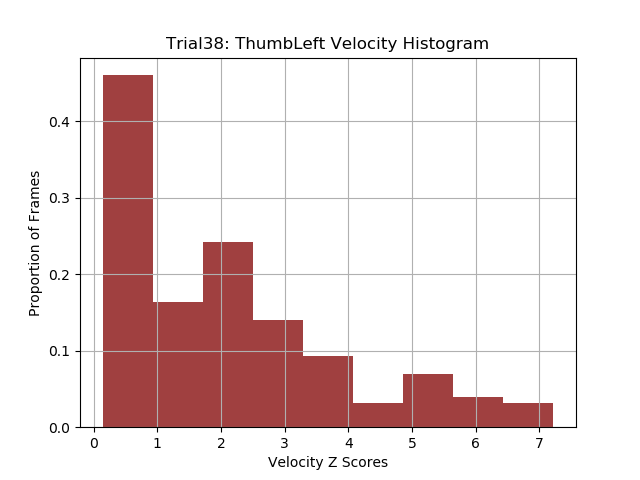 Trial38: ThumbLeft Velocity Histogram
Proportion of Frames
0.4
0.3
0.2
0.1
0.0
0 1 2 3 4 5 6 7
Velocity Z Scores